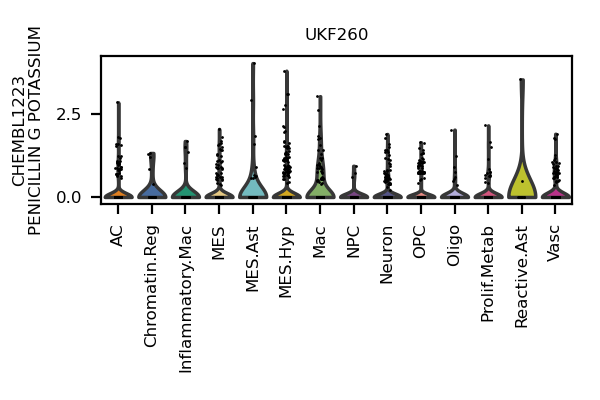 UKF260
CHEMBL1223
PENICILLIN G POTASSIUM
2.5
0.0
AC
Chromatin.Reg
Inflammatory.Mac
MES
MES.Ast
MES.Hyp
Mac
NPC
Neuron
OPC
Oligo
Prolif.Metab
Reactive.Ast
Vasc